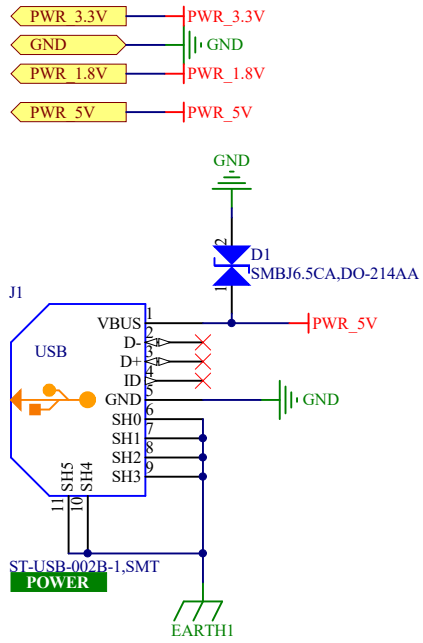 PWR_3.3V PWR_3.3V
GND GND
PWR_1.8V PWR_1.8V
PWR_5V PWR_5V
GND
2
D1
SMBJ6.5CA,DO-214AA
1
J1
USB
VBUS 1 PWR_5V
D- 2
D+ 3
ID 4
GND 5 GND
SH0 6
SH1 7
SH2 8
SH3 9
SH5 SH4
11 10
ST-USB-002B-1,SMT
POWER
EARTH1